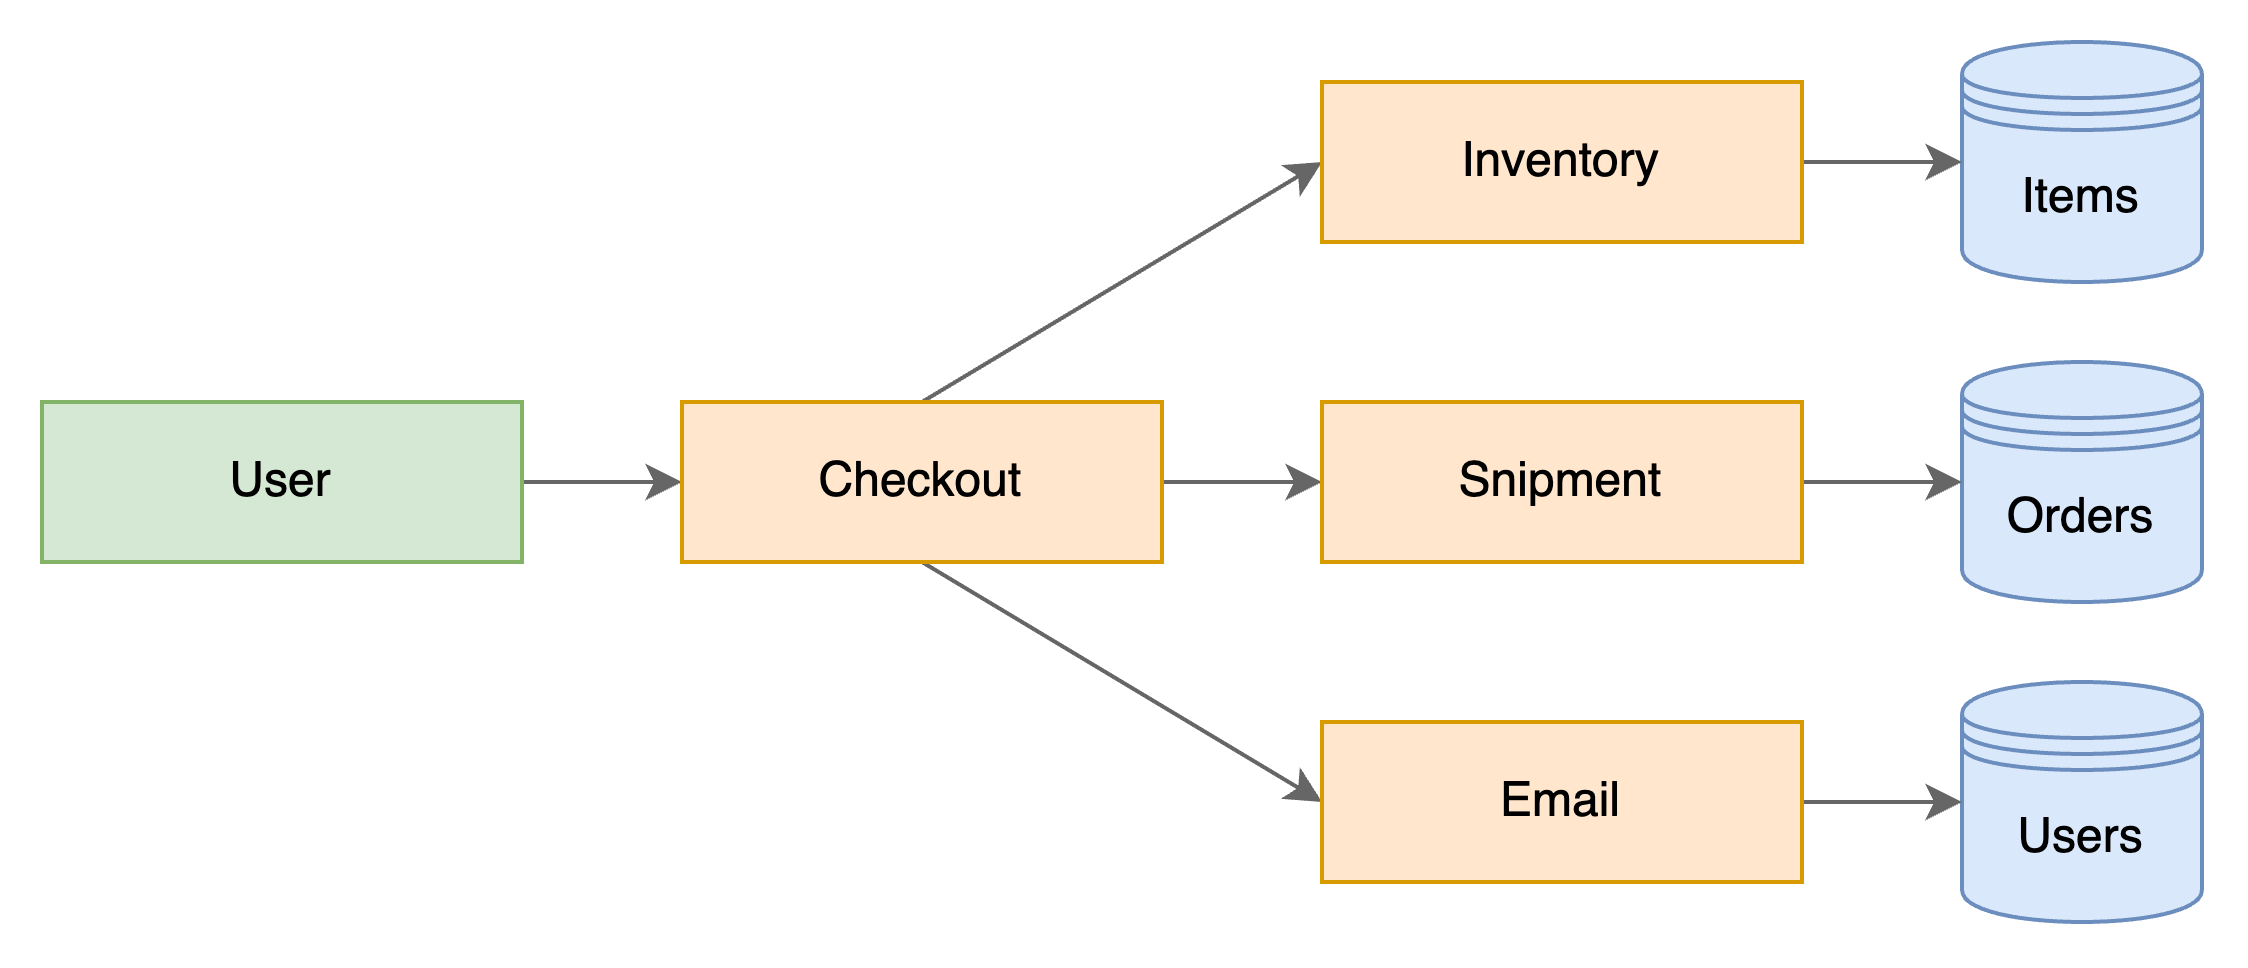 Inventory
Items
User
Checkout
Snipment
Orders
Email
Users